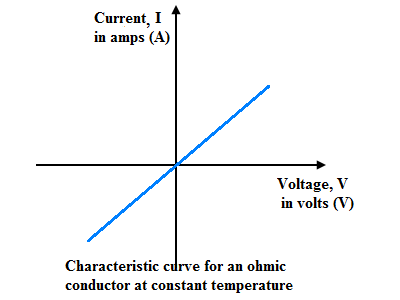 Current, I
in amps (A)
Voltage, V
in volts (V)
Characteristic curve for an ohmic
conductor at constant temperature